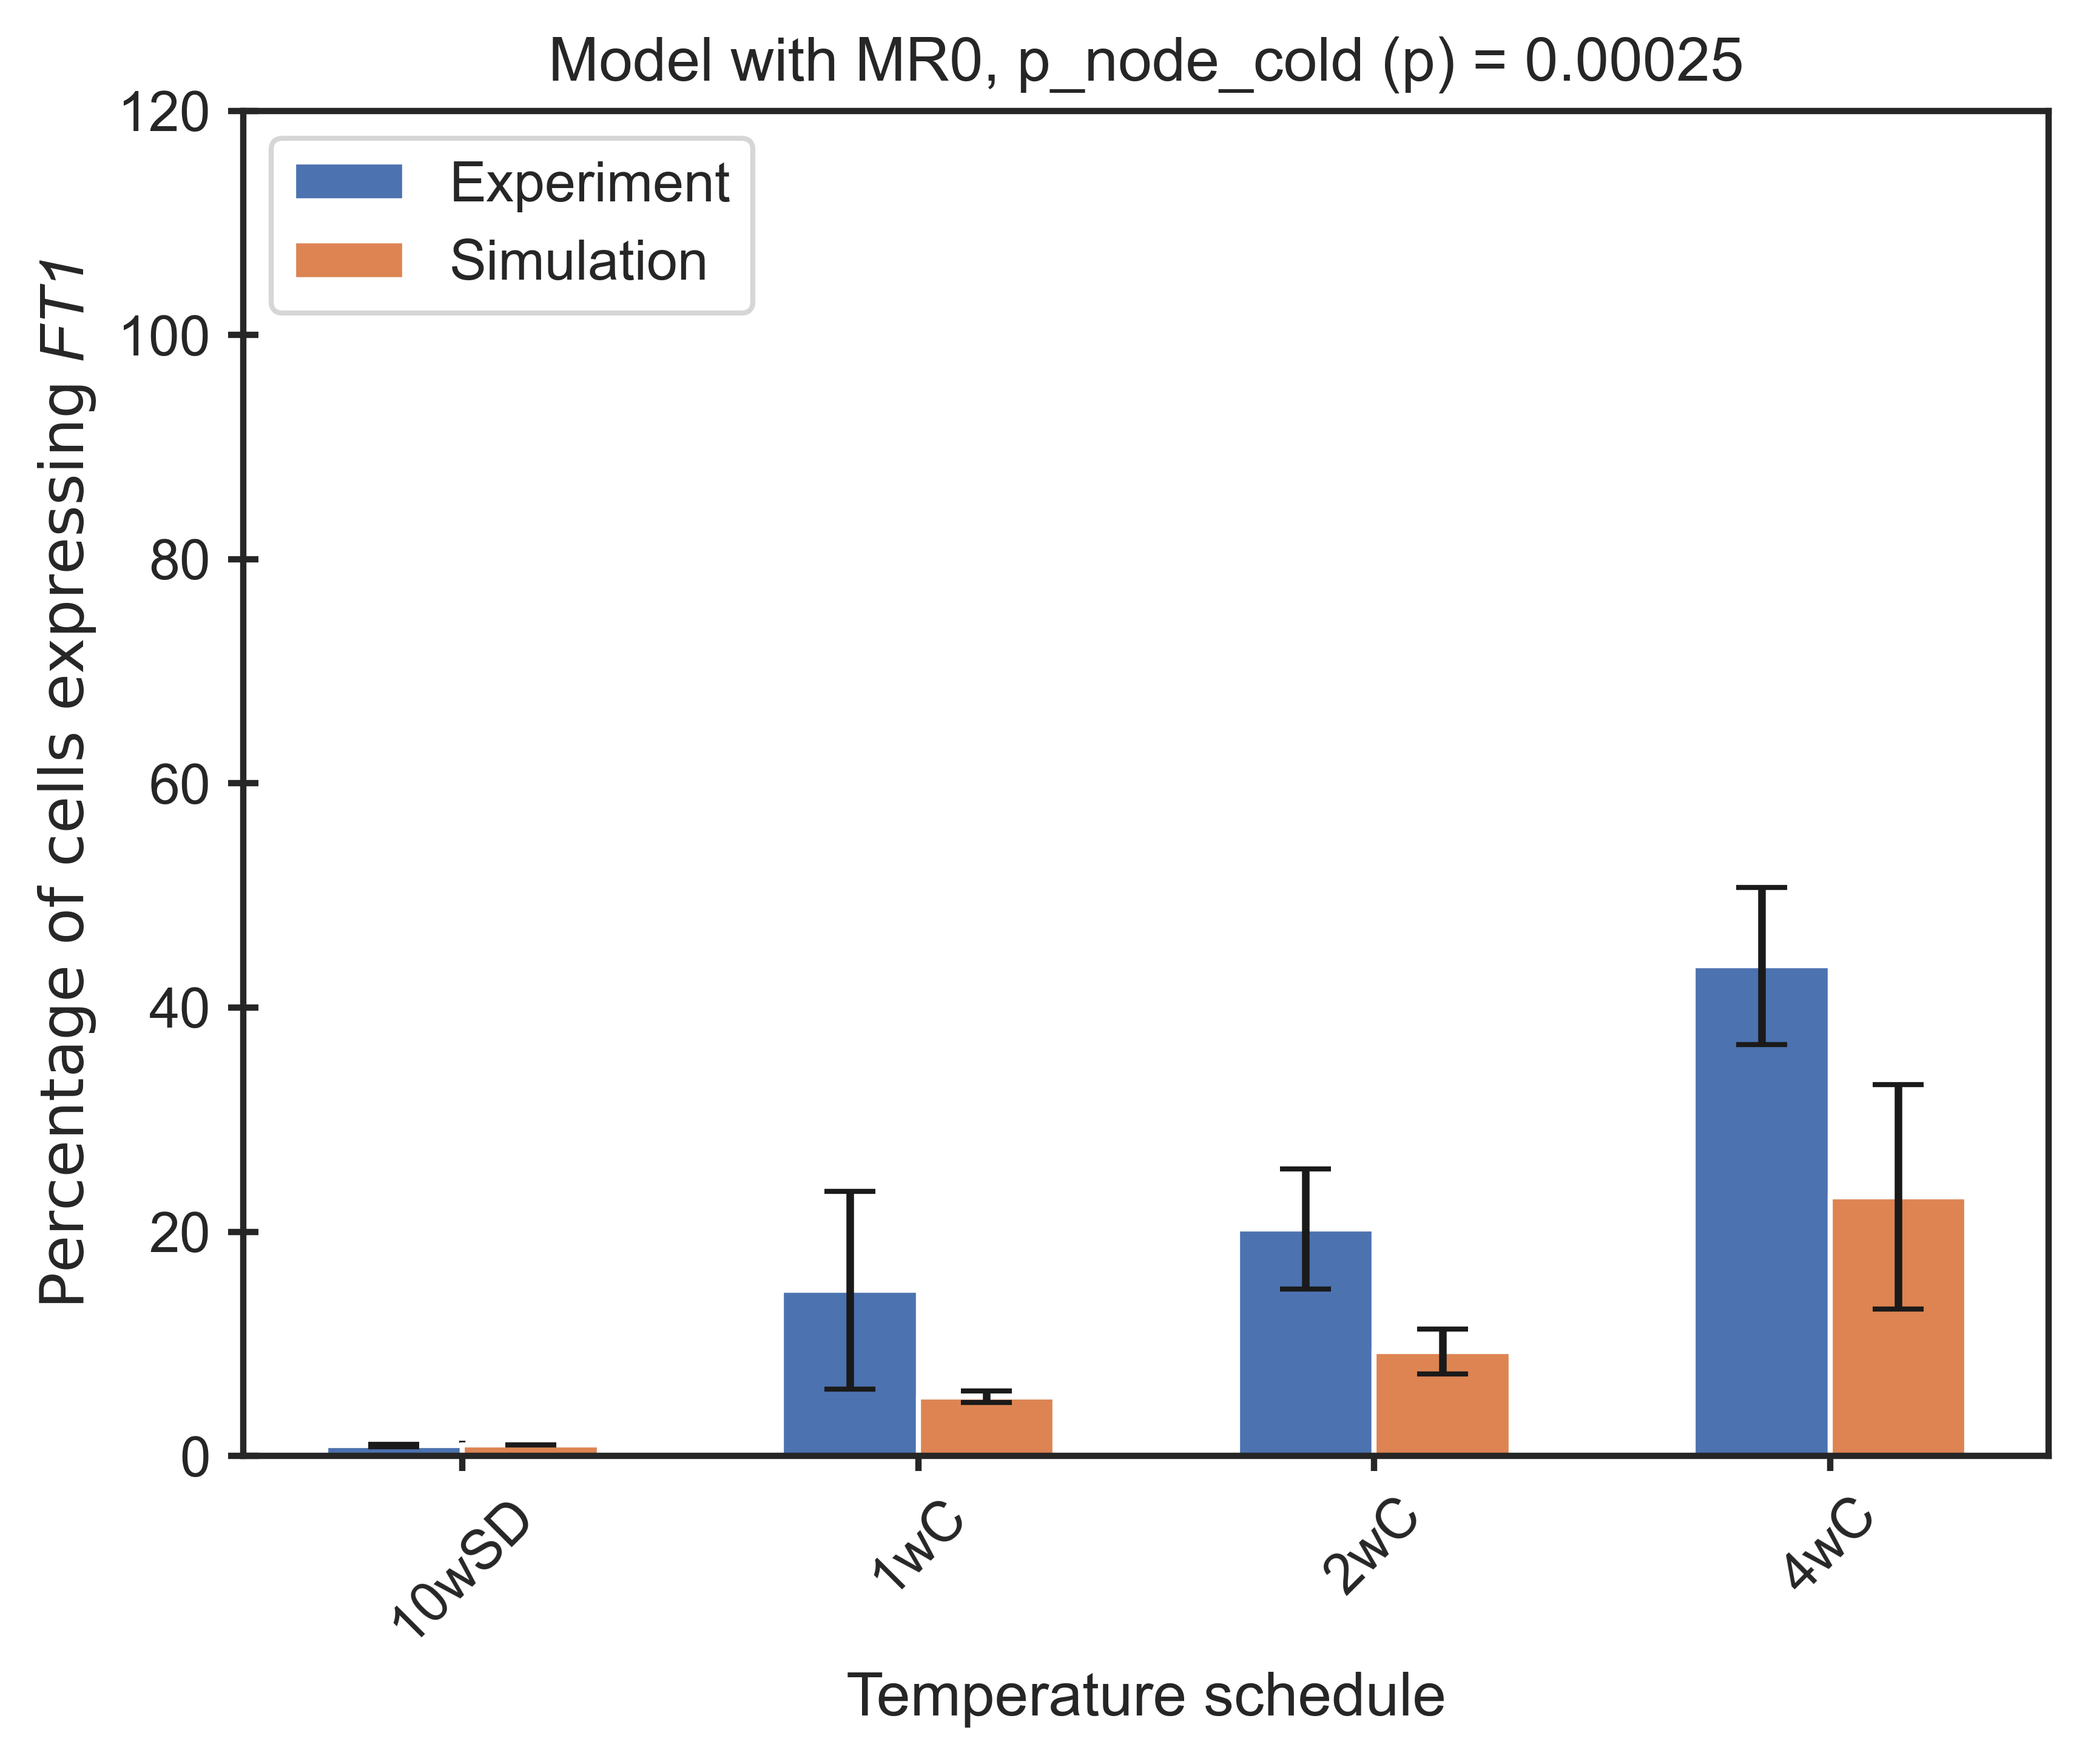 Model with MR0, p_node_cold (p) = 0.00025
120
100
80
60
40
20
0
Percentage of cells expressing FT1
Experiment
Simulation
10wSD
1wC
2wC
4wC
Temperature schedule